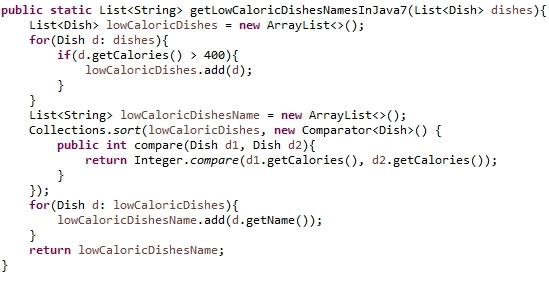 public static List<String> getLowCaloricDishesNamesInJava7(List<Dish> dishes){
    List<Dish> lowCaloricDishes = new ArrayList<>();
    for(Dish d: dishes){
        if(d.getCalories() > 400){
            lowCaloricDishes.add(d);
        }
    }
    List<String> lowCaloricDishesName = new ArrayList<>();
    Collections.sort(lowCaloricDishes, new Comparator<Dish>() {
        public int compare(Dish d1, Dish d2){
            return Integer.compare(d1.getCalories(), d2.getCalories());
        }
    });
    for(Dish d: lowCaloricDishes){
        lowCaloricDishesName.add(d.getName());
    }
    return lowCaloricDishesName;
}